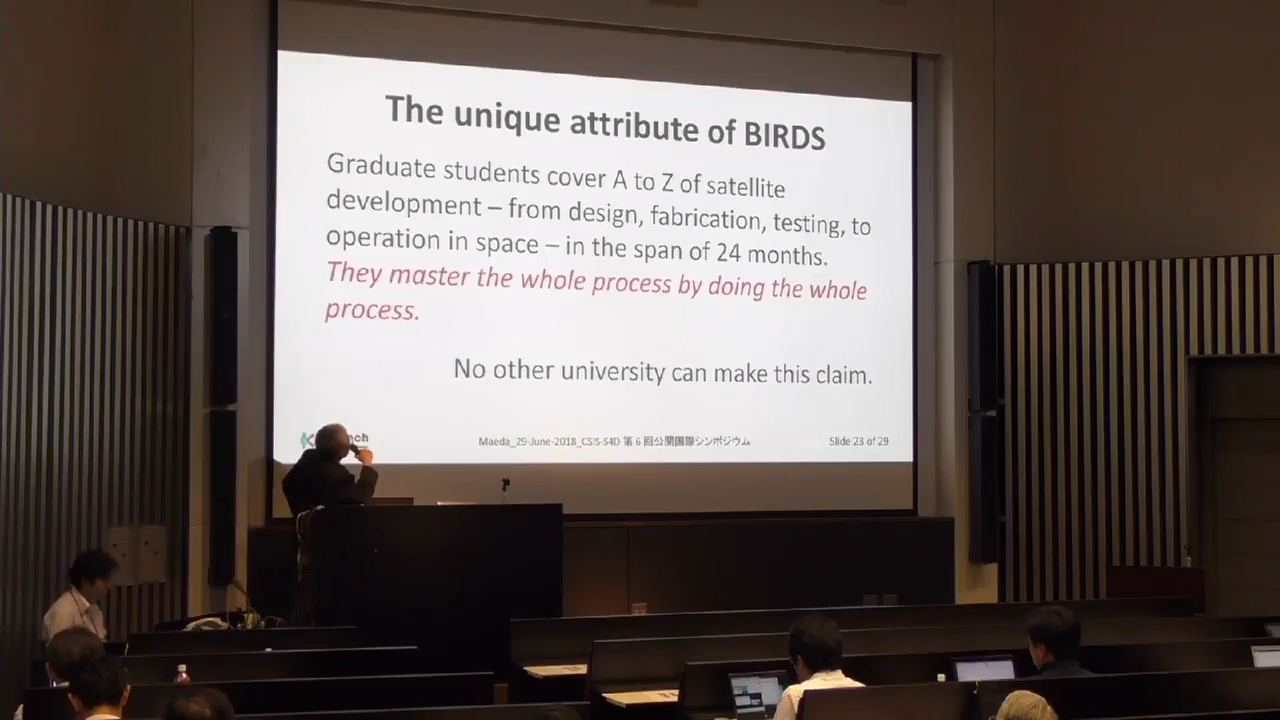 The unique attribute of BIRDS
Graduate students cover A to Z of satellite
development – from design, fabrication, testing, to
operation in space – in the span of 24 months.
They master the whole process by doing the whole
process.
No other university can make this claim.
Maeda_29-June-2018_CSIS-S4D 第 6 回公開国際シンポジウム
Slide 23 of 29